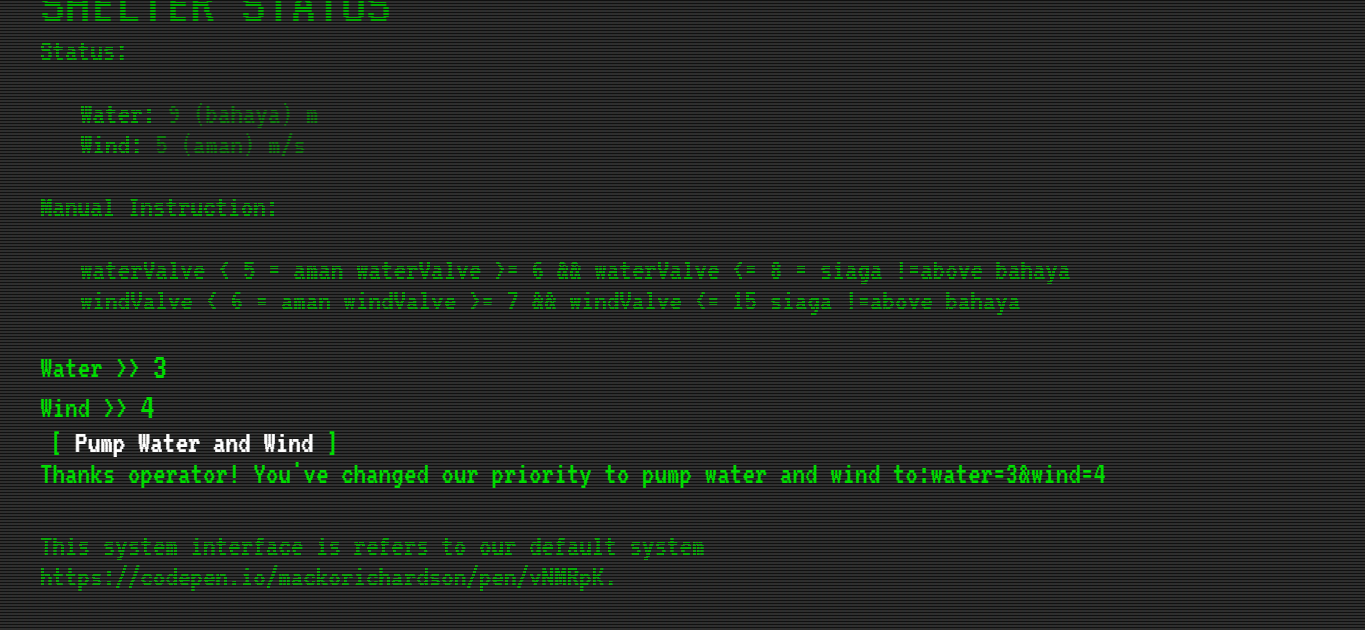 SHELTER STATUS
Status:
Water: 9 (bahaya) m
Wind: 5 (aman) m/s
Manual Instruction:
waterValve < 5 = aman waterValve >= 6 && waterValve <= 8 = siaga !=above bahaya
windValve < 6 = aman windValve >= 7 && windValve <= 15 siaga !=above bahaya
Water >> 3
Wind >> 4
[ Pump Water and Wind ]
Thanks operator! You've changed our priority to pump water and wind to:water=3&wind=4
This system interface is refers to our default system
https://codepen.io/mackorichardson/pen/vNMRpK.